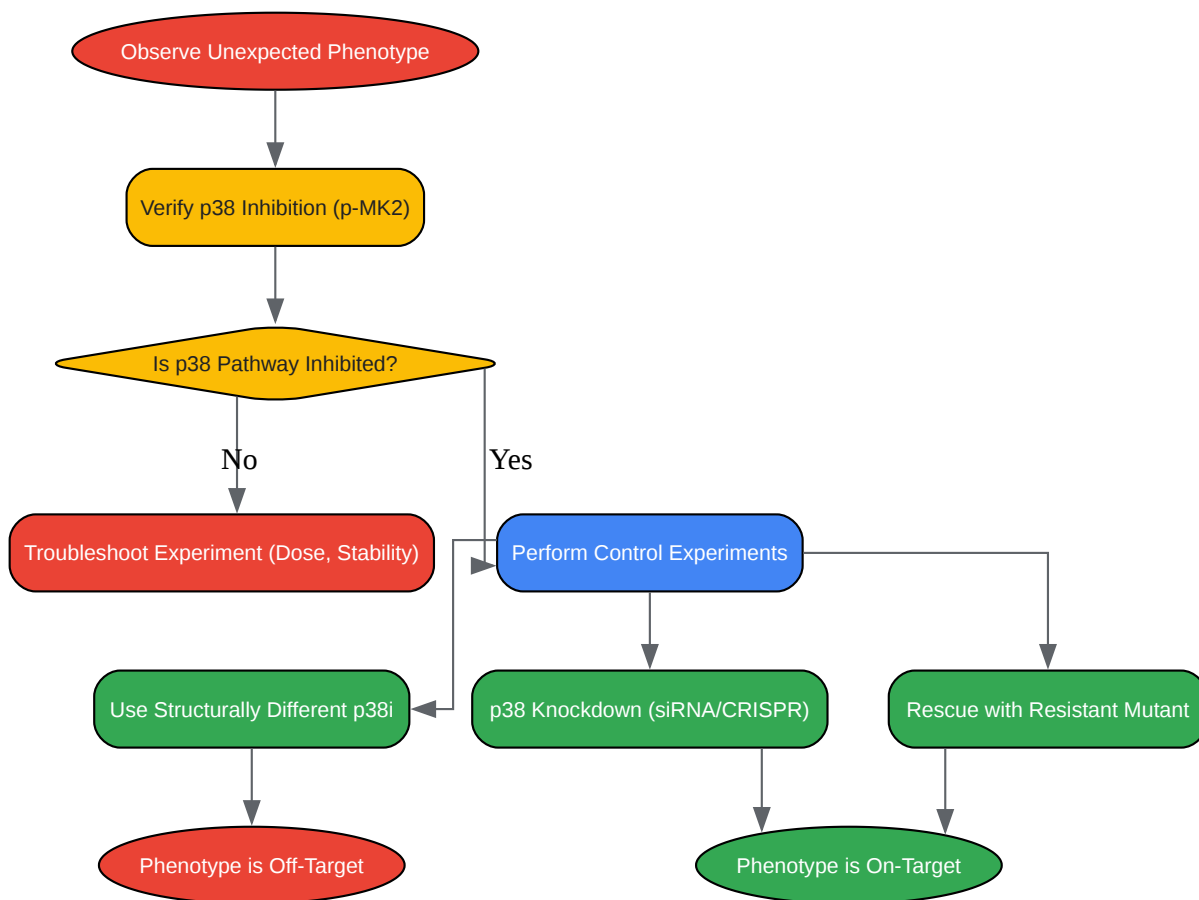 Observe Unexpected Phenotype
Verify p38 Inhibition (p-MK2)
Is p38 Pathway Inhibited?
No
Yes
Troubleshoot Experiment (Dose, Stability)
Perform Control Experiments
Use Structurally Different p38i
p38 Knockdown (siRNA/CRISPR)
Rescue with Resistant Mutant
Phenotype is Off-Target
Phenotype is On-Target